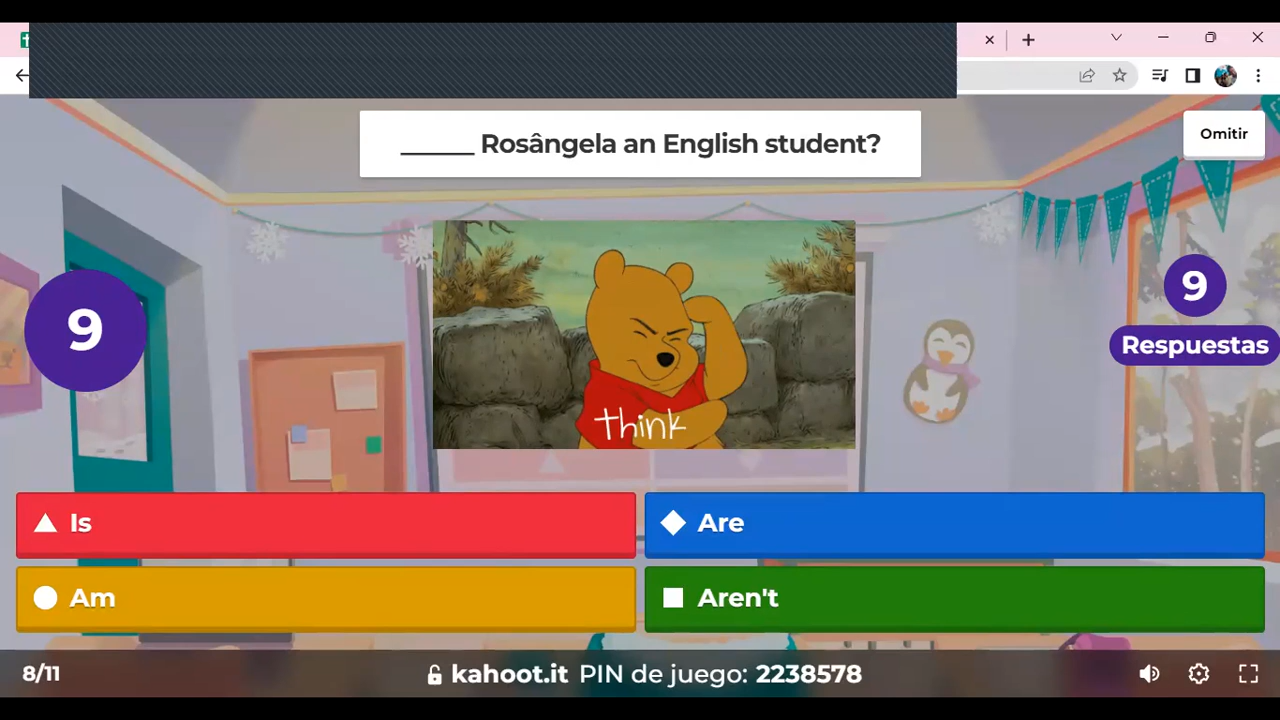 ______ Rosângela an English student?
Omitir
9
9
Respuestas
think
Is
Are
Am
Aren't
8/11
kahoot.it PIN de juego: 2238578